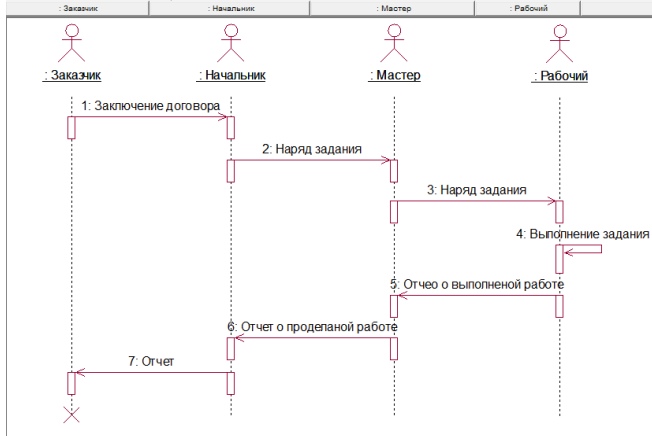 : Заказчик : Начальник : Мастер : Рабочий
: Заказчик : Начальник : Мастер : Рабочий
1: Заключение договора
2: Наряд задания
3: Наряд задания
4: Выполнение задания
5: Отчео о выполненой работе
6: Отчет о проделаной работе
7: Отчет